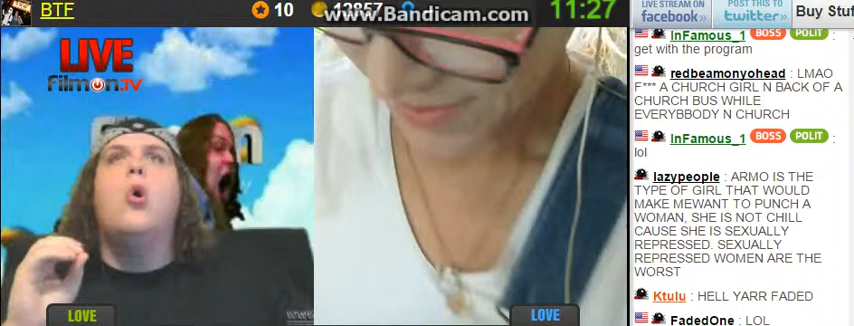 BTF
10
12857
www.Bandicam.com
11:27
LIVE STREAM ON
facebook»
POST THIS TO
twitter»
Buy Stuf
LIVE
FilmOn.TV
LOVE
www
LOVE
InFamous_1 BOSS POLIT :
get with the program
redbeamonyohead : LMAO
F*** A CHURCH GIRL N BACK OF A
CHURCH BUS WHILE
EVERYBBODY N CHURCH
InFamous_1 BOSS POLIT :
lol
lazypeople : ARMO IS THE
TYPE OF GIRL THAT WOULD
MAKE MEWANT TO PUNCH A
WOMAN, SHE IS NOT CHILL
CAUSE SHE IS SEXUALLY
REPRESSED. SEXUALLY
REPRESSED WOMEN ARE THE
WORST
Ktulu : HELL YARR FADED
FadedOne : LOL